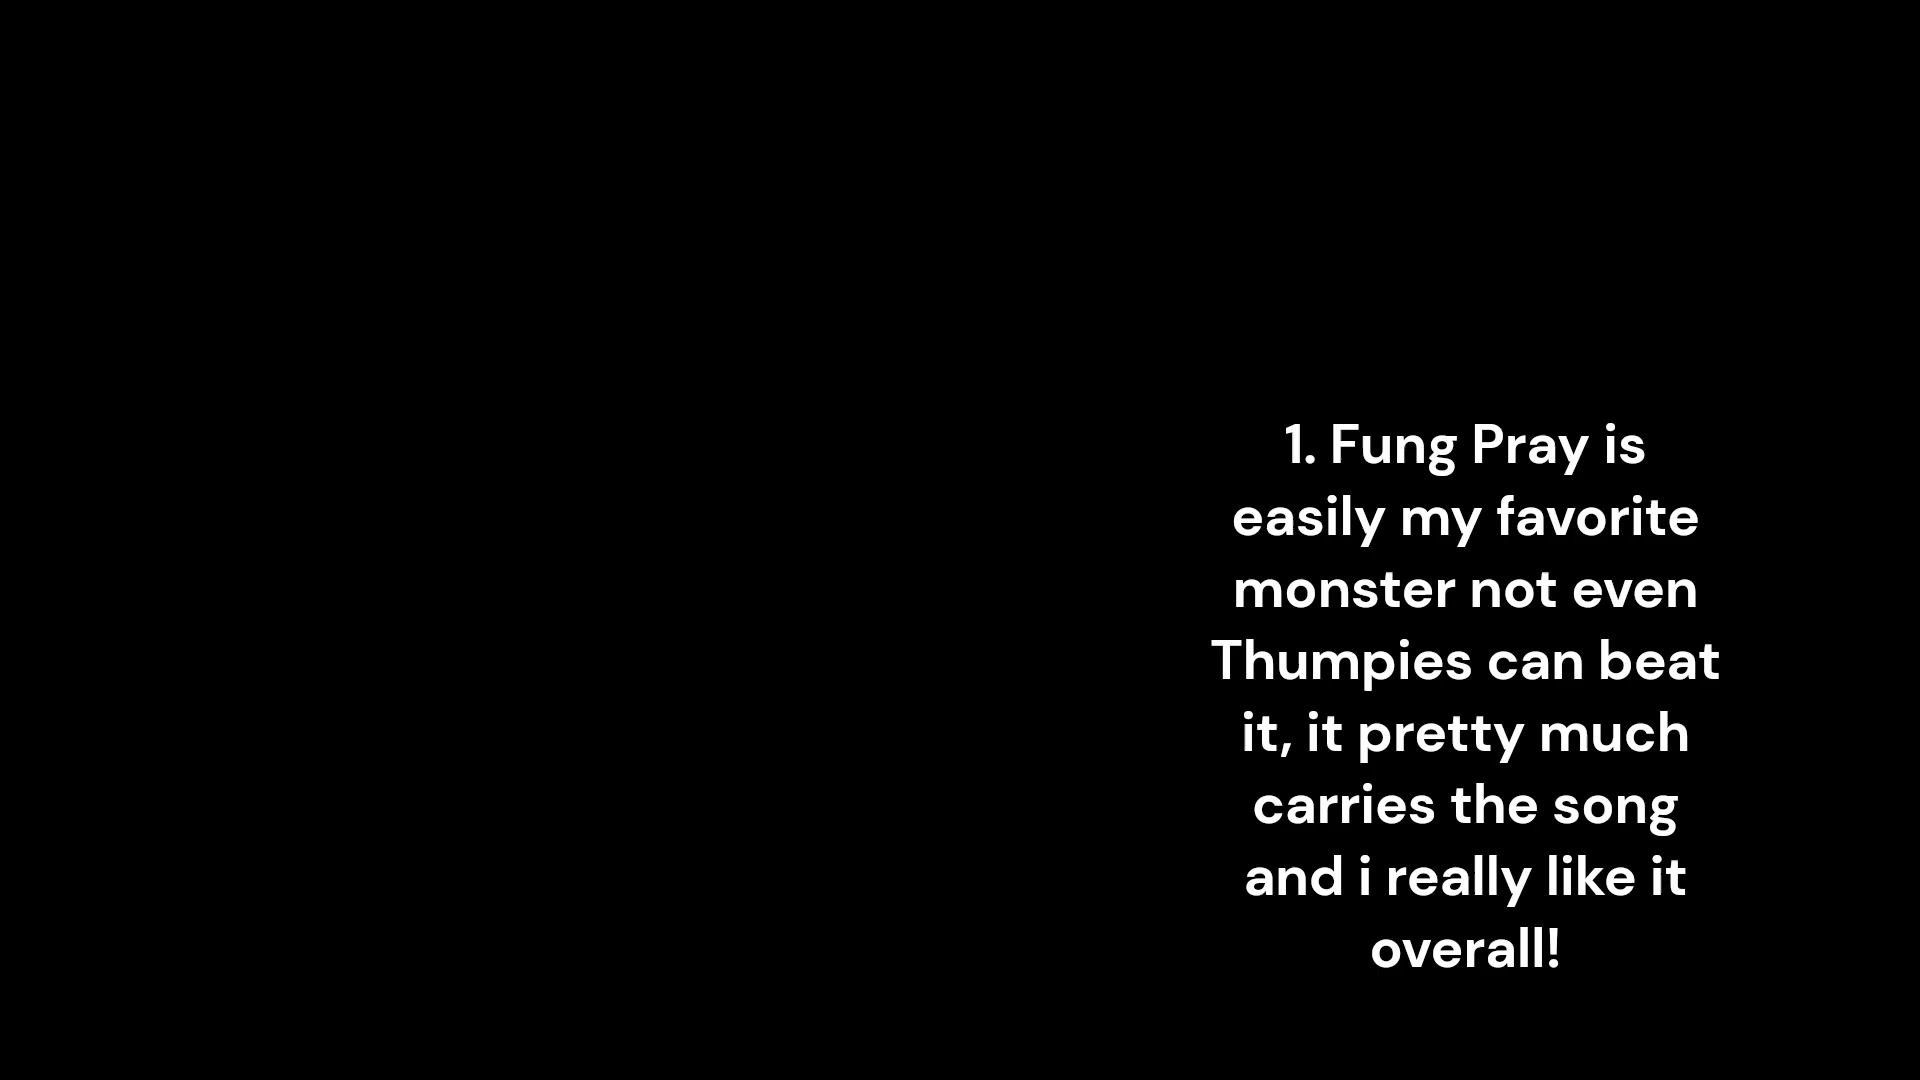 1. Fung Pray is
easily my favorite
monster not even
Thumpies can beat
it, it pretty much
carries the song
and i really like it
overall!